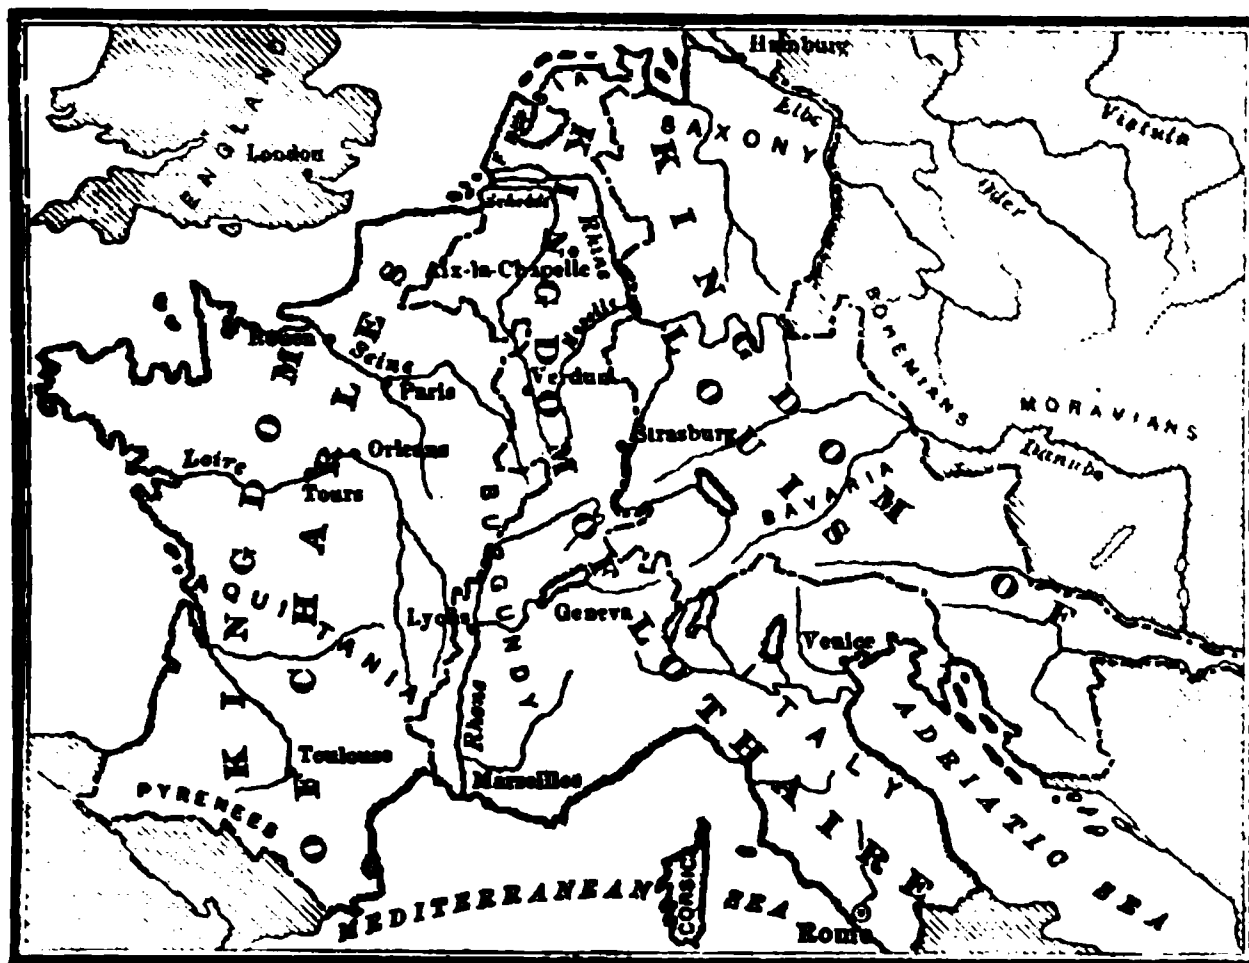 ENGLAND
London
Hamburg
Elbe
SAXONY
Vistula
Oder
Rhine
Aix-la-Chapelle
Moselle
Verdun
Rouen
Seine
Paris
Strasburg
Orleans
Loire
Tours
BOHEMIANS
MORAVIANS
Danube
BAVARIA
KINGDOM OF CHARLES
KINGDOM OF LOTHAIRE
KINGDOM OF LOUIS
BURGUNDY
AQUITANIA
Lyons
Geneva
Venice
ITALY
Rhone
Toulouse
Marseilles
PYRENEES
ADRIATIC SEA
CORSICA
MEDITERRANEAN SEA
Rome